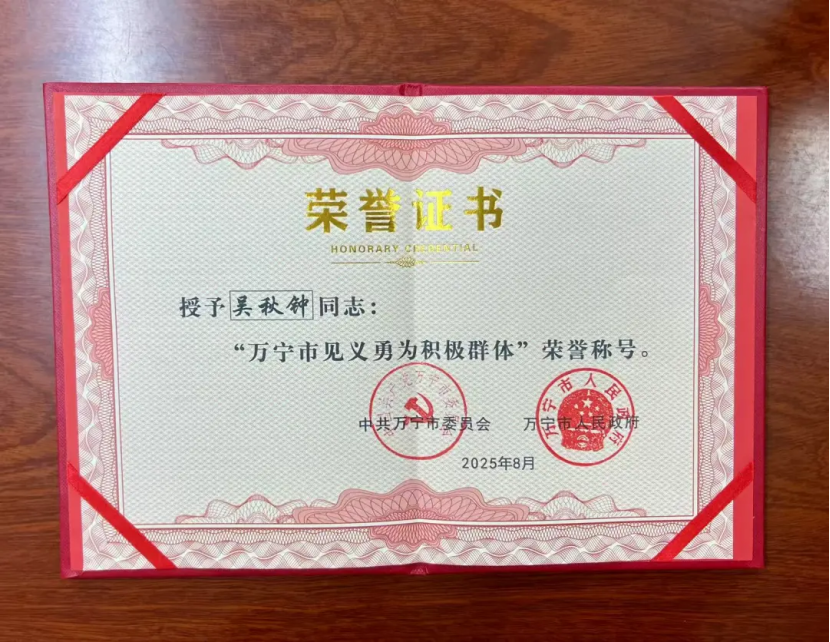 荣誉证书
HONORARY CREDENTIAL
授予吴秋钟同志：
“万宁市见义勇为积极群体”荣誉称号。
中共万宁市委员会 万宁市人民政府
2025年8月